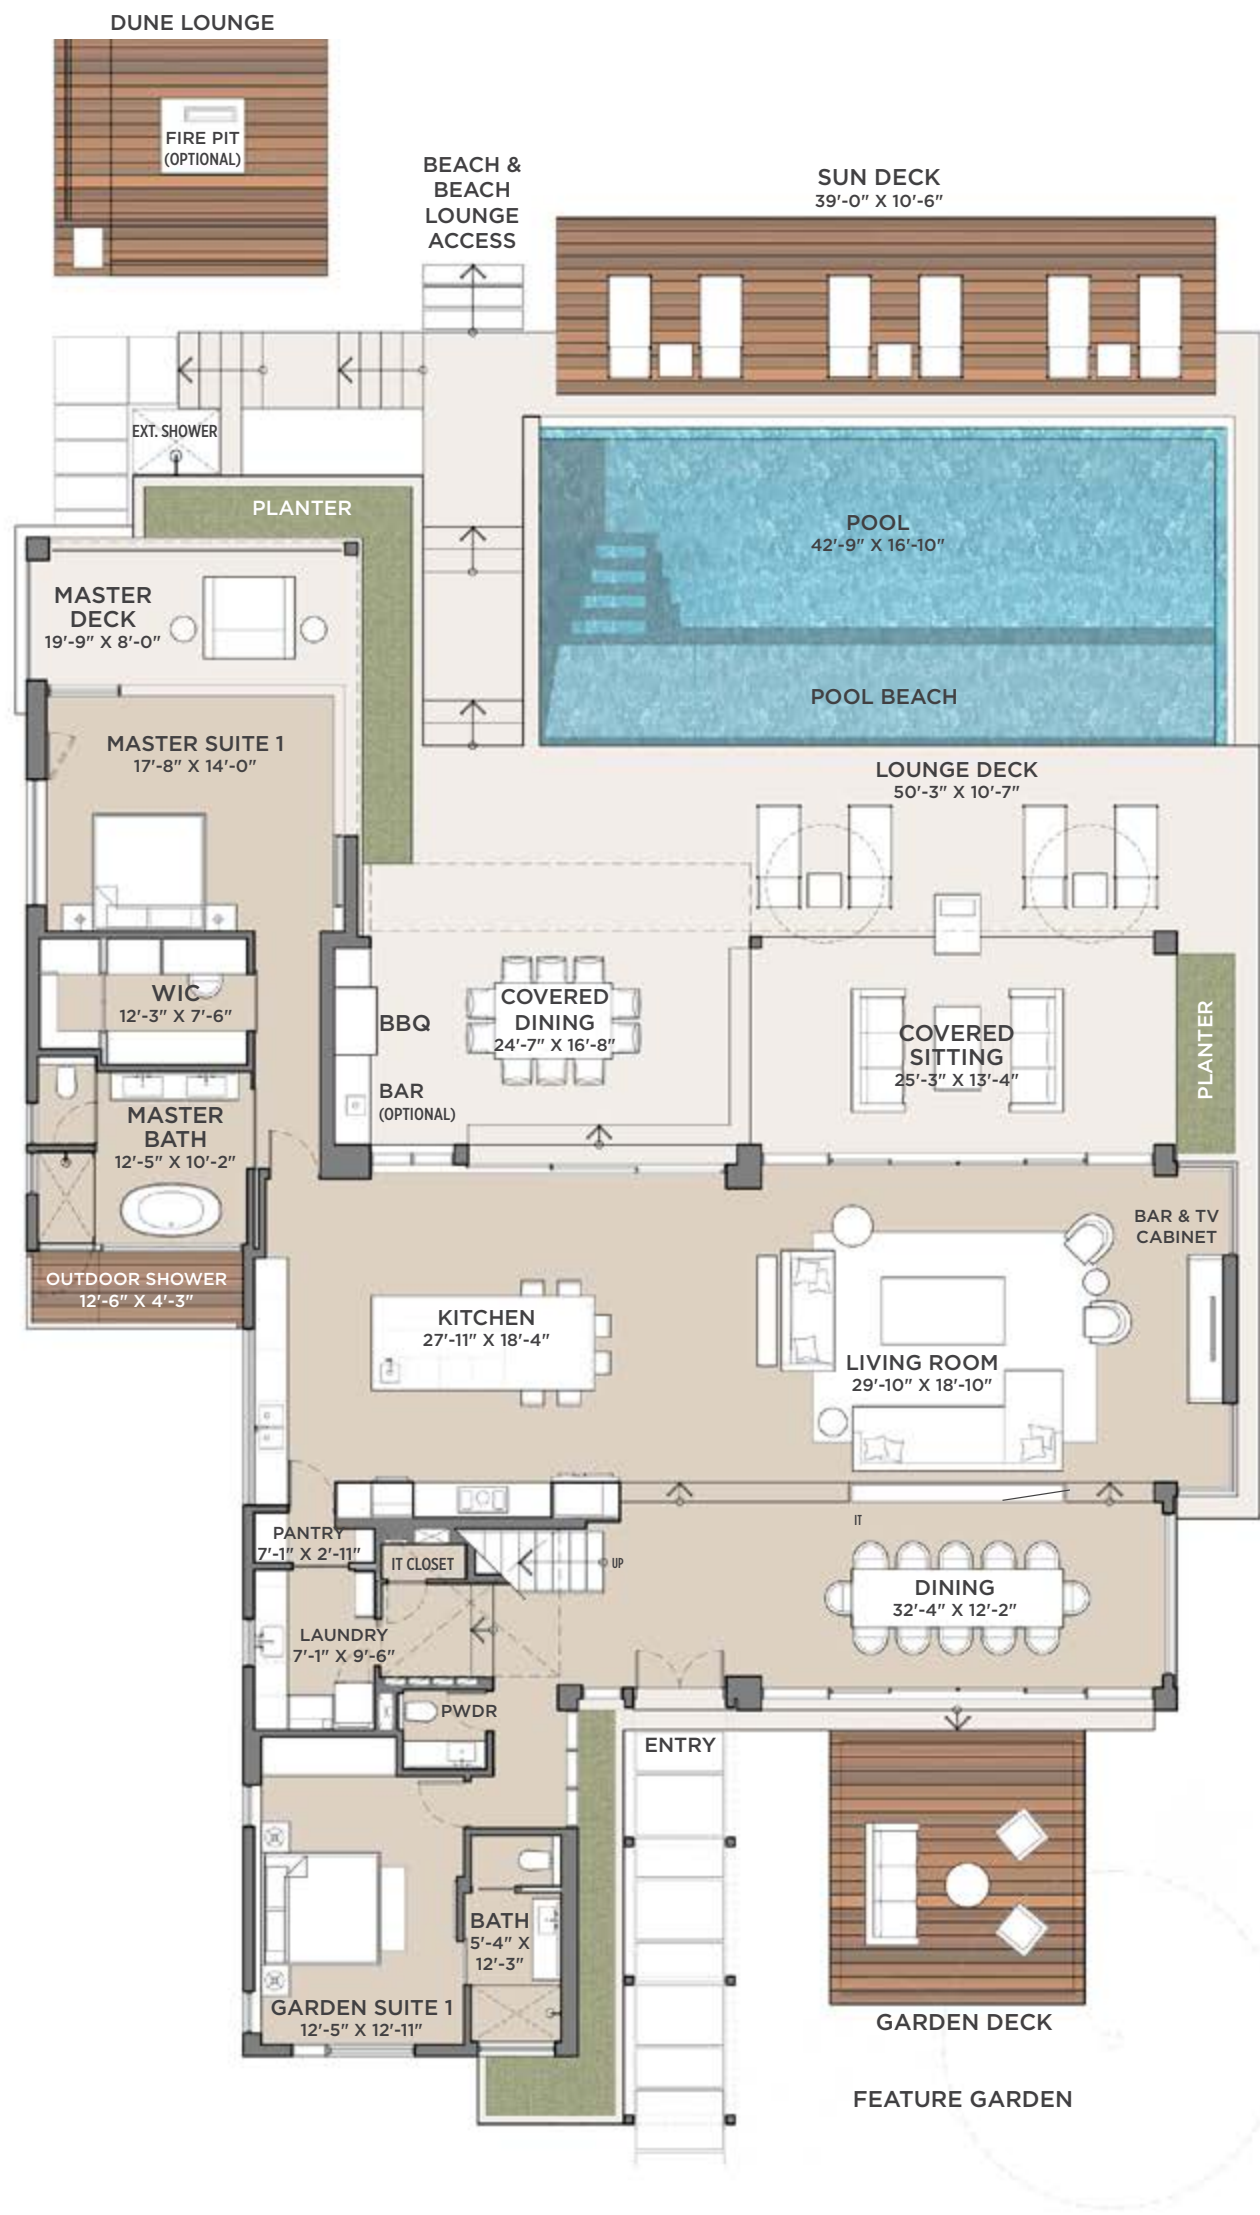 DUNE LOUNGE
FIRE PIT
(OPTIONAL)
BEACH &
BEACH
LOUNGE
ACCESS
SUN DECK
39'-0" X 10'-6"
EXT. SHOWER
PLANTER
POOL
42'-9" X 16'-10"
MASTER
DECK
19'-9" X 8'-0"
POOL BEACH
MASTER SUITE 1
17'-8" X 14'-0"
LOUNGE DECK
50'-3" X 10'-7"
WIC
12'-3" X 7'-6"
BBQ
COVERED
DINING
24'-7" X 16'-8"
COVERED
SITTING
25'-3" X 13'-4"
PLANTER
BAR
(OPTIONAL)
MASTER
BATH
12'-5" X 10'-2"
BAR & TV
CABINET
OUTDOOR SHOWER
12'-6" X 4'-3"
KITCHEN
27'-11" X 18'-4"
LIVING ROOM
29'-10" X 18'-10"
IT
PANTRY
7'-1" X 2'-11"
IT CLOSET
UP
DINING
32'-4" X 12'-2"
LAUNDRY
7'-1" X 9'-6"
PWDR
ENTRY
BATH
5'-4" X
12'-3"
GARDEN SUITE 1
12'-5" X 12'-11"
GARDEN DECK
FEATURE GARDEN